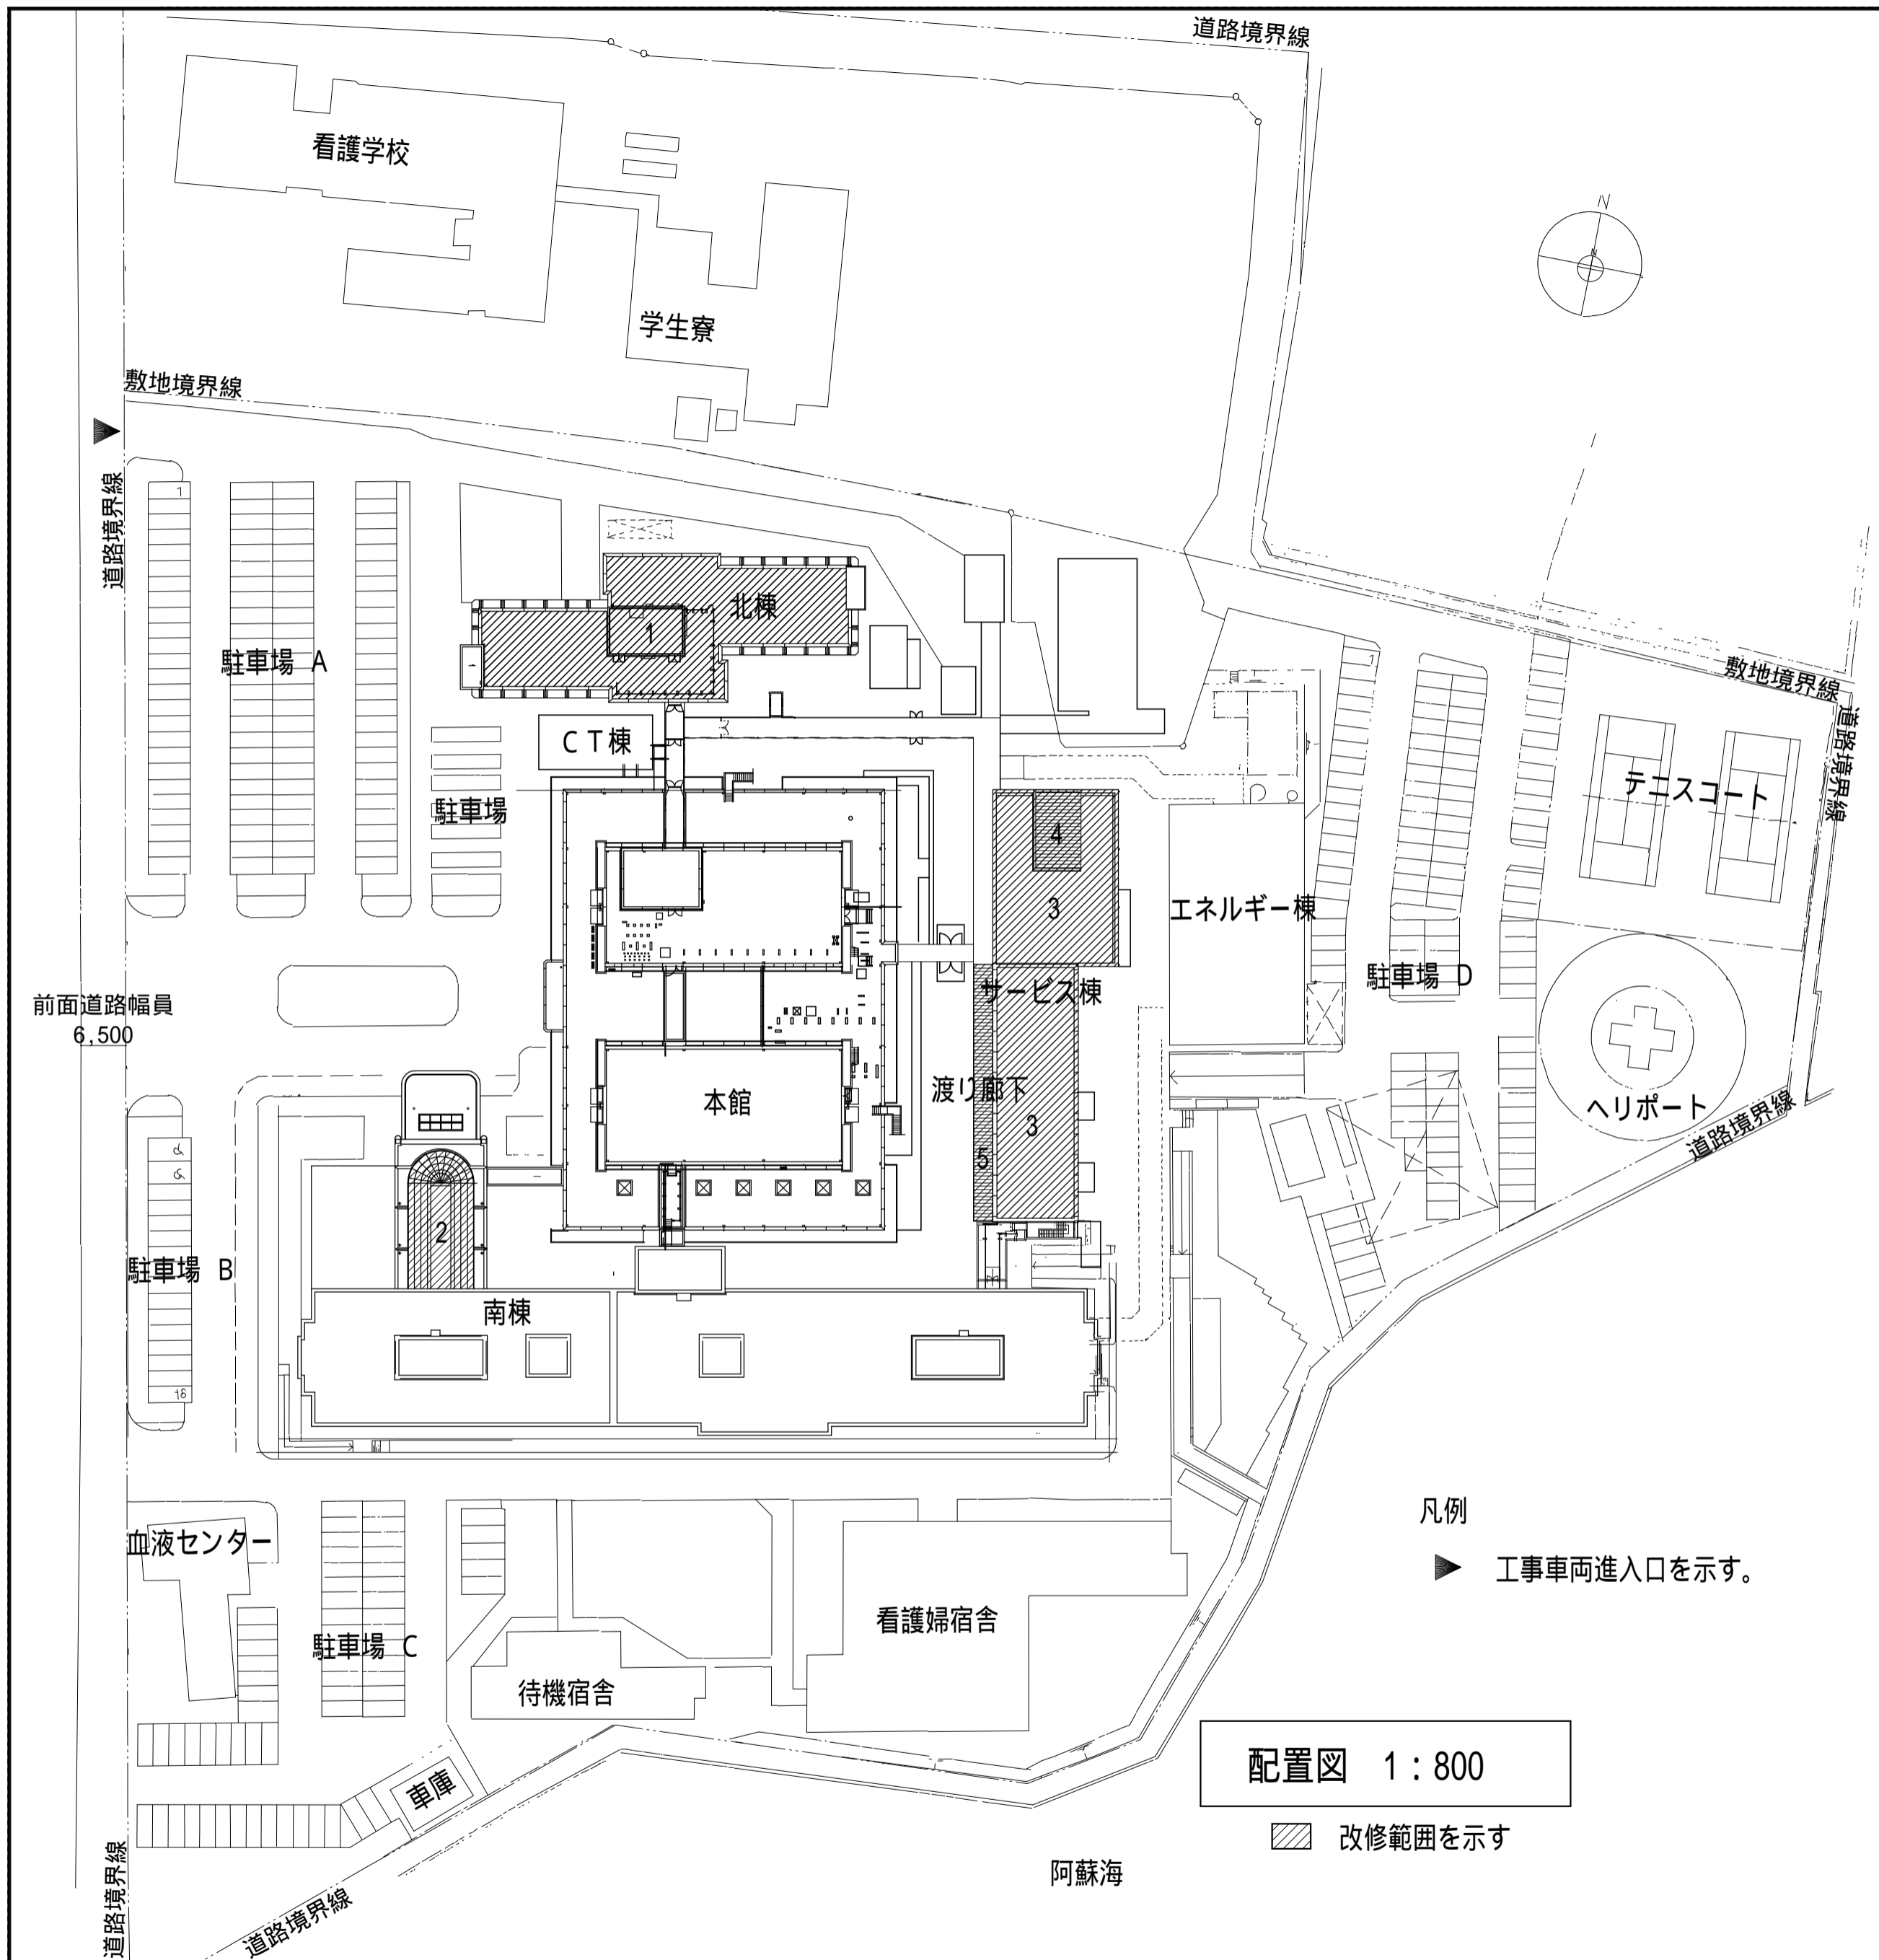 道路境界線
看護学校
N
N
学生寮
敷地境界線
道路境界線
1
北棟
1
駐車場 A
1
敷地境界線
道路境界線
CT棟
テニスコート
駐車場
4
3
エネルギー棟
駐車場 D
サービス棟
前面道路幅員
6,500
本館
渡り廊下
3
ヘリポート
道路境界線
5
2
駐車場 B
南棟
16
凡例
血液センター
工事車両進入口を示す。
看護婦宿舎
駐車場 C
待機宿舎
配置図 1:800
車庫
改修範囲を示す
阿蘇海
道路境界線
道路境界線